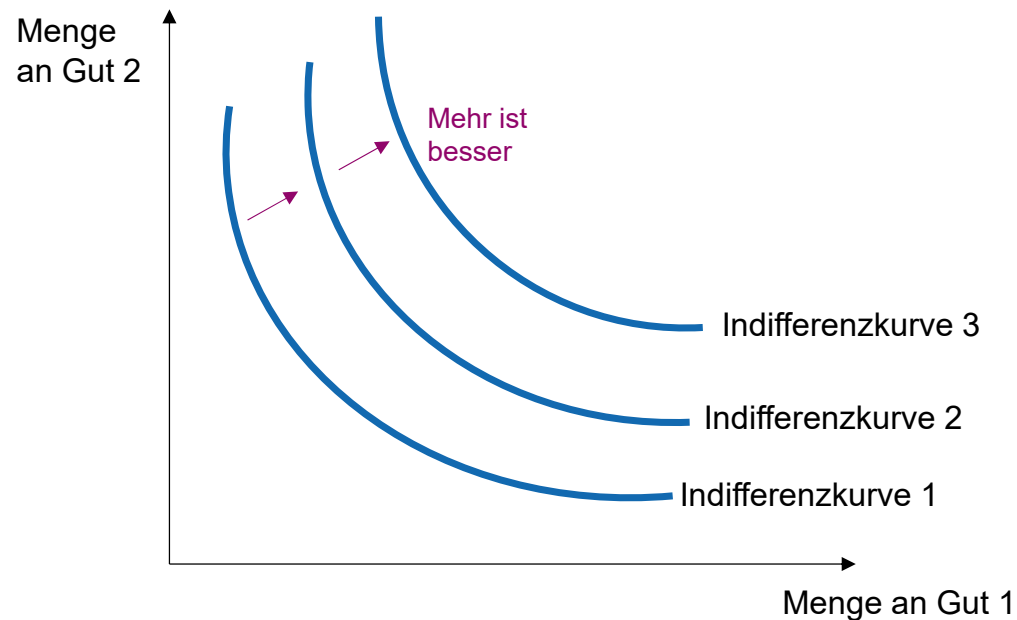 Menge
an Gut 2
Mehr ist
besser
Indifferenzkurve 3
Indifferenzkurve 2
Indifferenzkurve 1
Menge an Gut 1